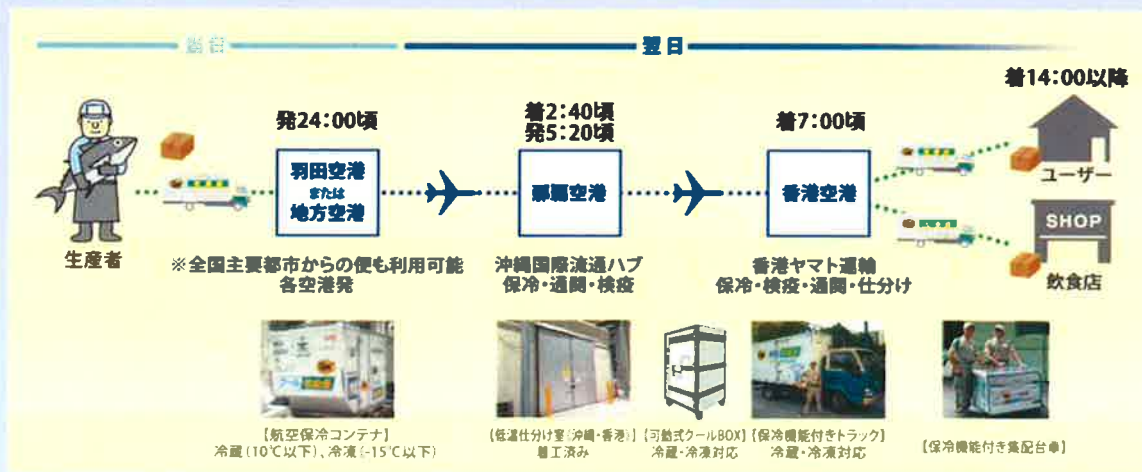 当日
翌日
着14:00以降
発24:00頃
着2:40頃
発5:20頃
着7:00頃
羽田空港
または
地方空港
那覇空港
香港空港
ユーザー
SHOP
飲食店
生産者
※全国主要都市からの便も利用可能
各空港発
沖縄国際流通ハブ
保冷・通関・検疫
香港ヤマト運輸
保冷・検疫・通関・仕分け
【航空保冷コンテナ】
冷蔵(10℃以下)、冷凍(-15℃以下)
【低温仕分け室(沖縄・香港)】
着工済み
【可動式クールBOX】
冷蔵・冷凍対応
【保冷機能付きトラック】
冷蔵・冷凍対応
【保冷機能付き集配台車】